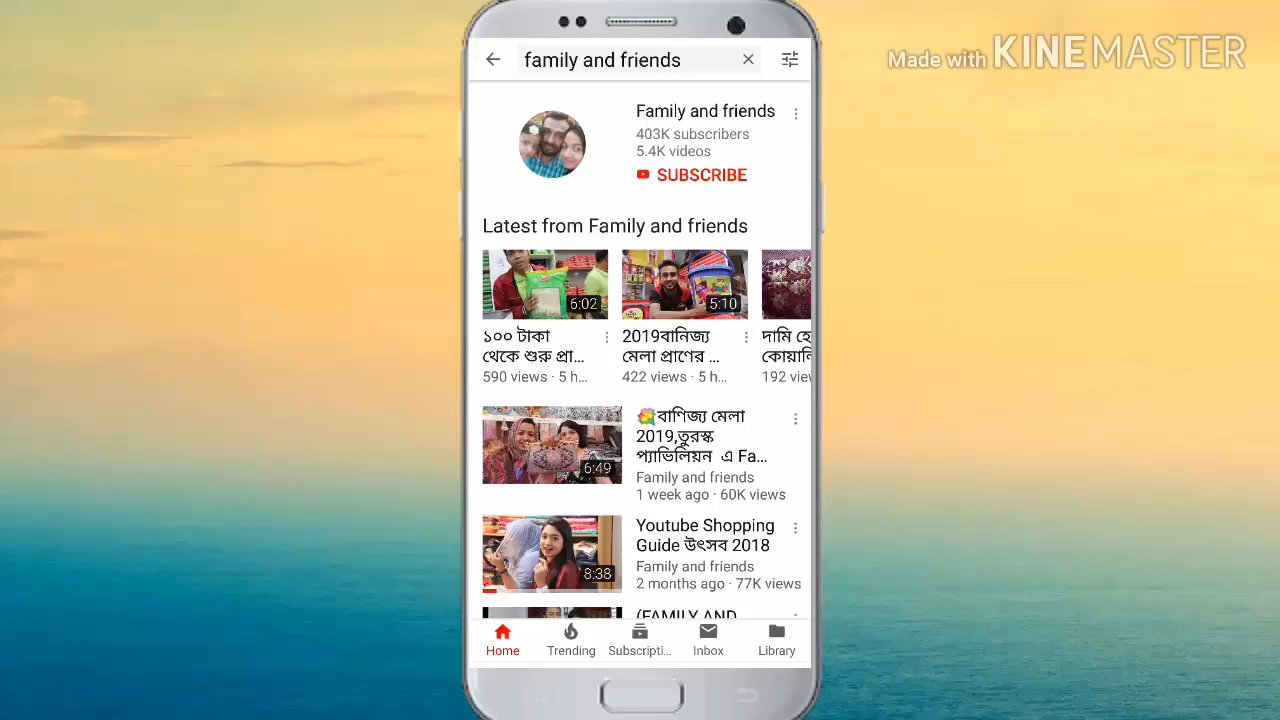 Made with KINEMASTER
family and friends
Family and friends
403K subscribers
5.4K videos
SUBSCRIBE
Latest from Family and friends
6:02
5:10
১০০ টাকা
থেকে শুরু প্রা...
590 views · 5 h...
2019বানিজ্য
মেলা প্রাণের ...
422 views · 5 h...
দামি হে
কোয়ালি
192 view
6:49
বাণিজ্য মেলা
2019,তুরস্ক
প্যাভিলিয়ন এ Fa...
Family and friends
1 week ago · 60K views
8:38
Youtube Shopping
Guide উৎসব 2018
Family and friends
2 months ago · 77K views
(FAMILY AND
Home
Trending
Subscripti...
Inbox
Library